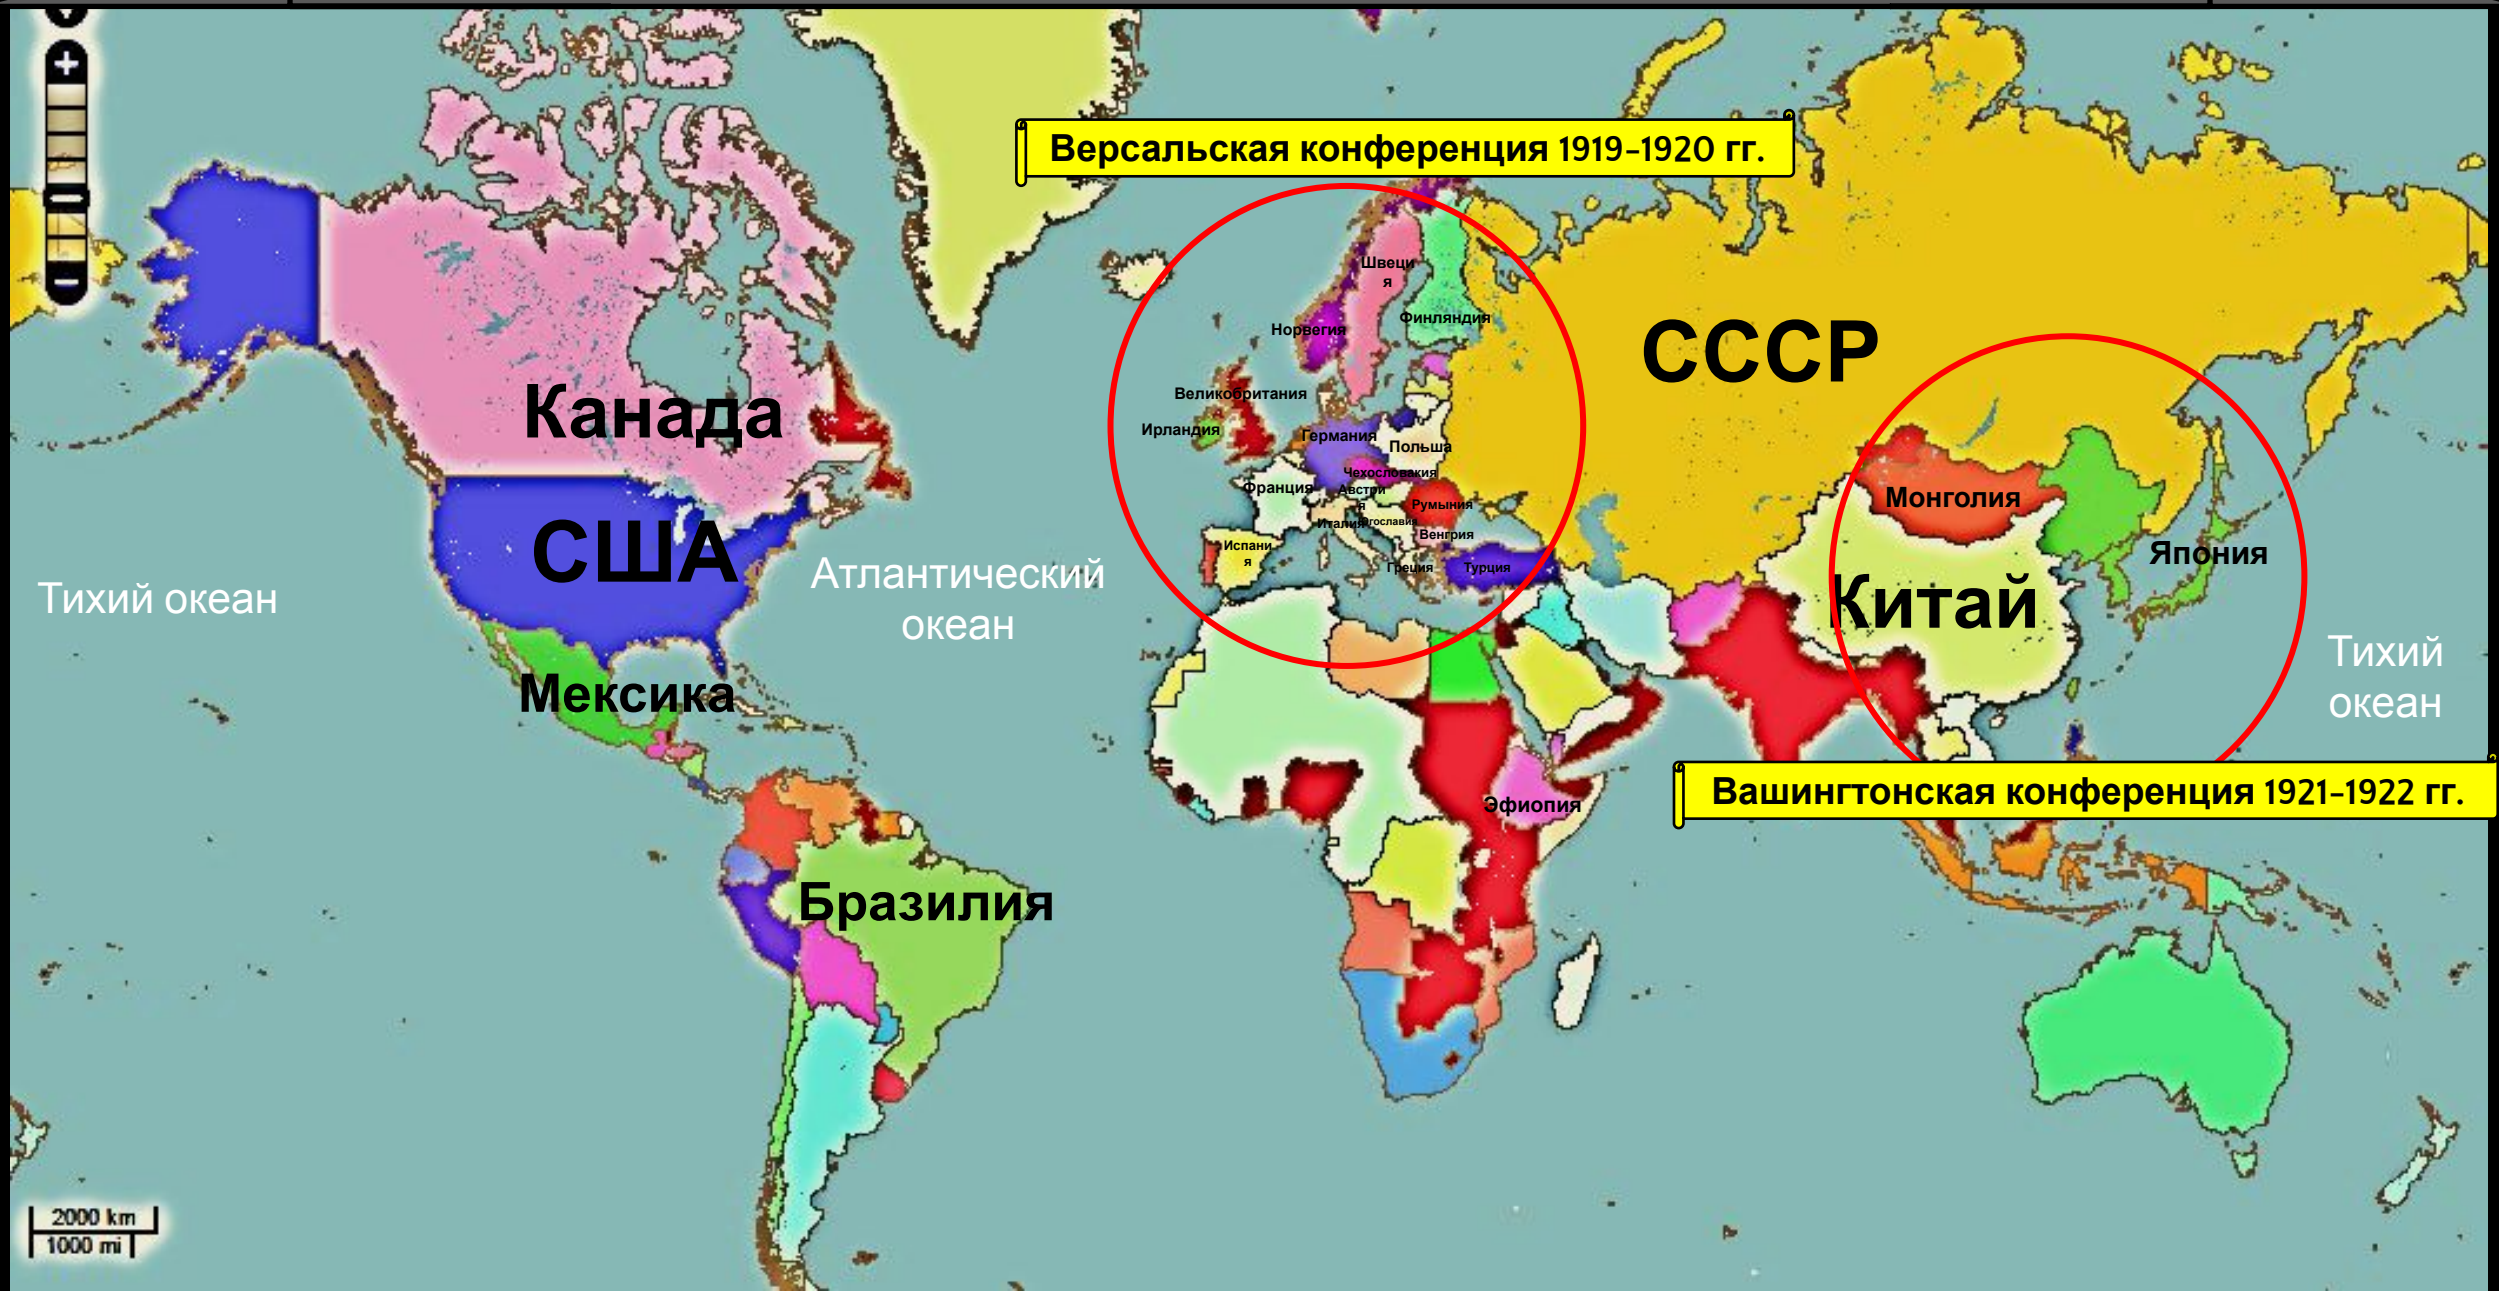 Версальская конференция 1919-1920 гг.
Швеци
я
Финляндия
Норвегия
СССР
Великобритания
Канада
Ирландия
Германия
Польша
Чехословакия
Франция
Австри
я
Румыния
Монголия
Италия
гославия
США
Венгрия
Испани
я
Греция
Турция
Япония
Атлантический
океан
Тихий океан
Китай
Тихий
океан
Мексика
Вашингтонская конференция 1921-1922 гг.
Эфиопия
Бразилия
2000 km
1000 mi